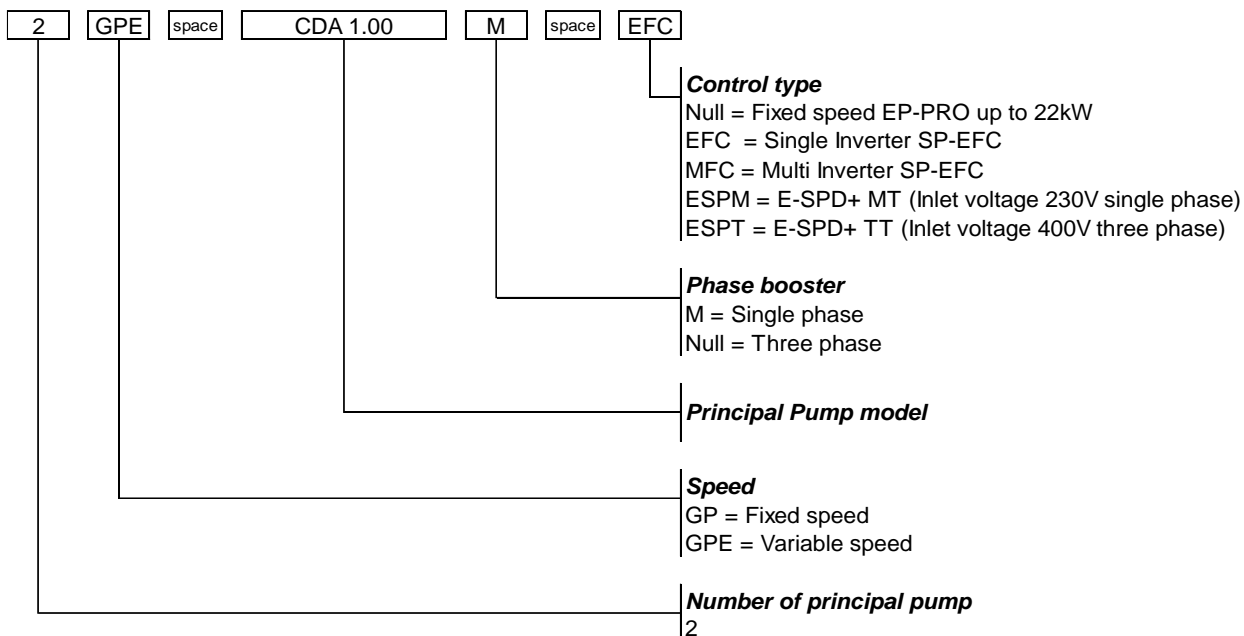 2 GPE space CDA 1.00 M space EFC
Control type
Null = Fixed speed EP-PRO up to 22kW
EFC = Single Inverter SP-EFC
MFC = Multi Inverter SP-EFC
ESPM = E-SPD+ MT (Inlet voltage 230V single phase)
ESPT = E-SPD+ TT (Inlet voltage 400V three phase)
Phase booster
M = Single phase
Null = Three phase
Principal Pump model
Speed
GP = Fixed speed
GPE = Variable speed
Number of principal pump
2